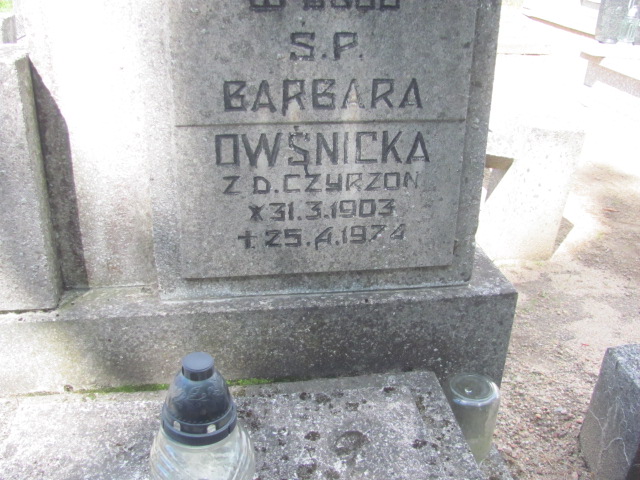 Ś.P.
BARBARA
OWŚNICKA
Z D. CZYRZON
* 31.3.1903
✝ 25.4.1974